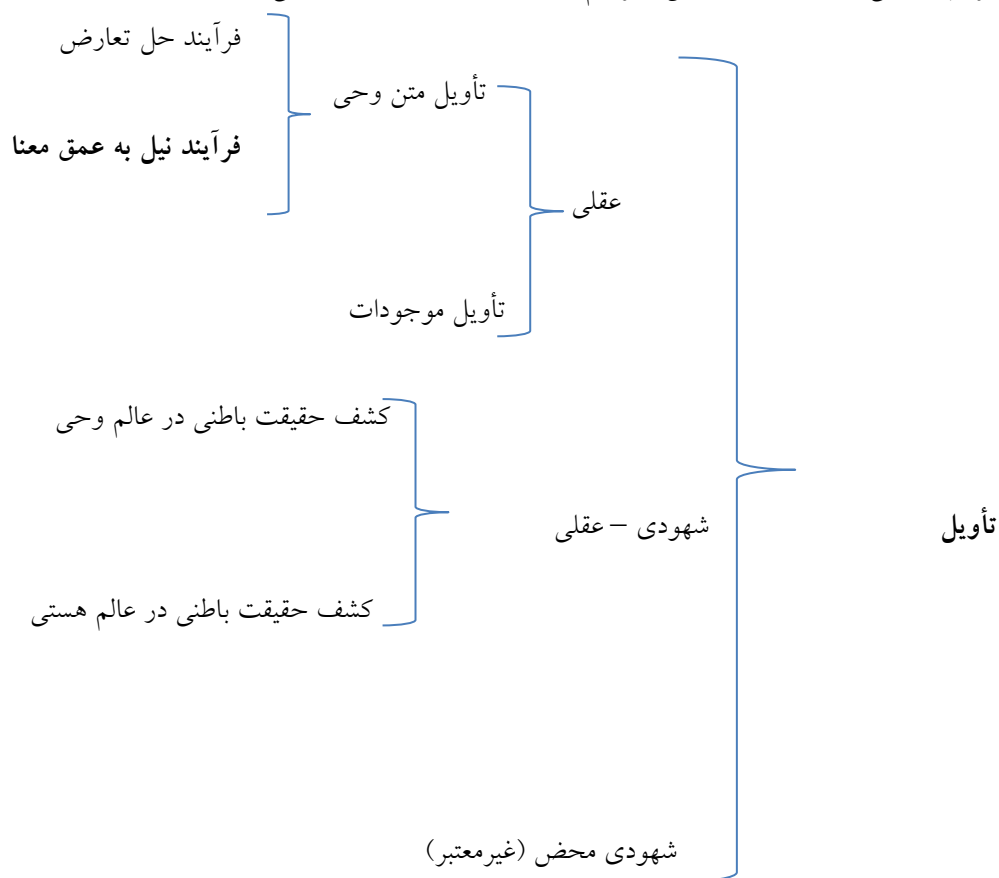 فرآیند حل تعارض
تأویل متن وحی
فرآیند نیل به عمق معنا
عقلی
تأویل موجودات
کشف حقیقت باطنی در عالم وحی
تأویل
شهودی – عقلی
کشف حقیقت باطنی در عالم هستی
شهودی محض (غیرمعتبر)